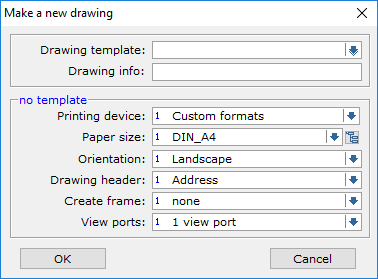 Make a new drawing
Drawing template:
Drawing info:
no template
Printing device: 1 Custom formats
Paper size: 1 DIN_A4
Orientation: 1 Landscape
Drawing header: 1 Address
Create frame: 1 none
View ports: 1 1 view port
OK Cancel